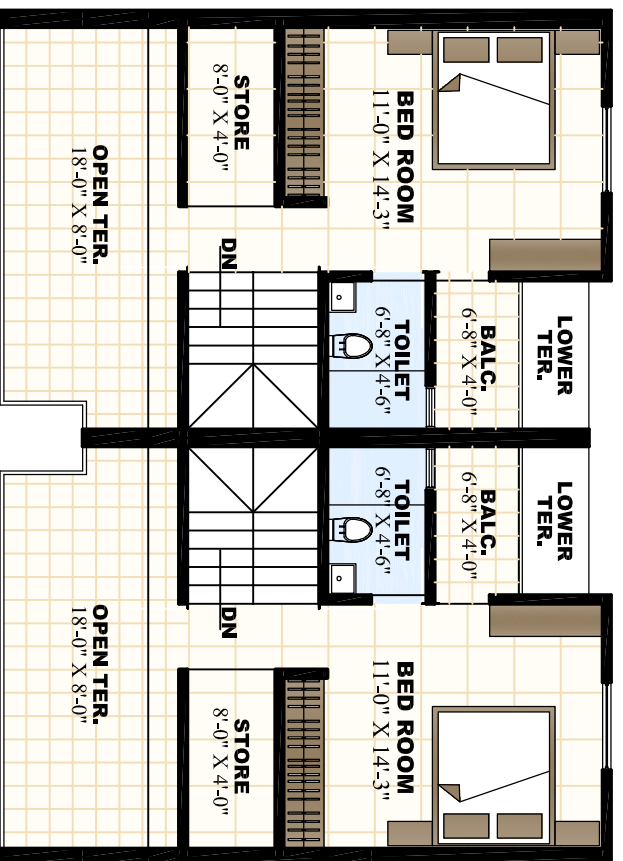 BED ROOM
11'-0" X 14'-3"
STORE
8'-0" X 4'-0"
OPEN TER.
18'-0" X 8'-0"
DN
LOWER
TER.
BALC.
6'-8" X 4'-0"
TOILET
6'-8" X 4'-6"
LOWER
TER.
BALC.
6'-8" X 4'-0"
TOILET
6'-8" X 4'-6"
DN
BED ROOM
11'-0" X 14'-3"
STORE
8'-0" X 4'-0"
OPEN TER.
18'-0" X 8'-0"